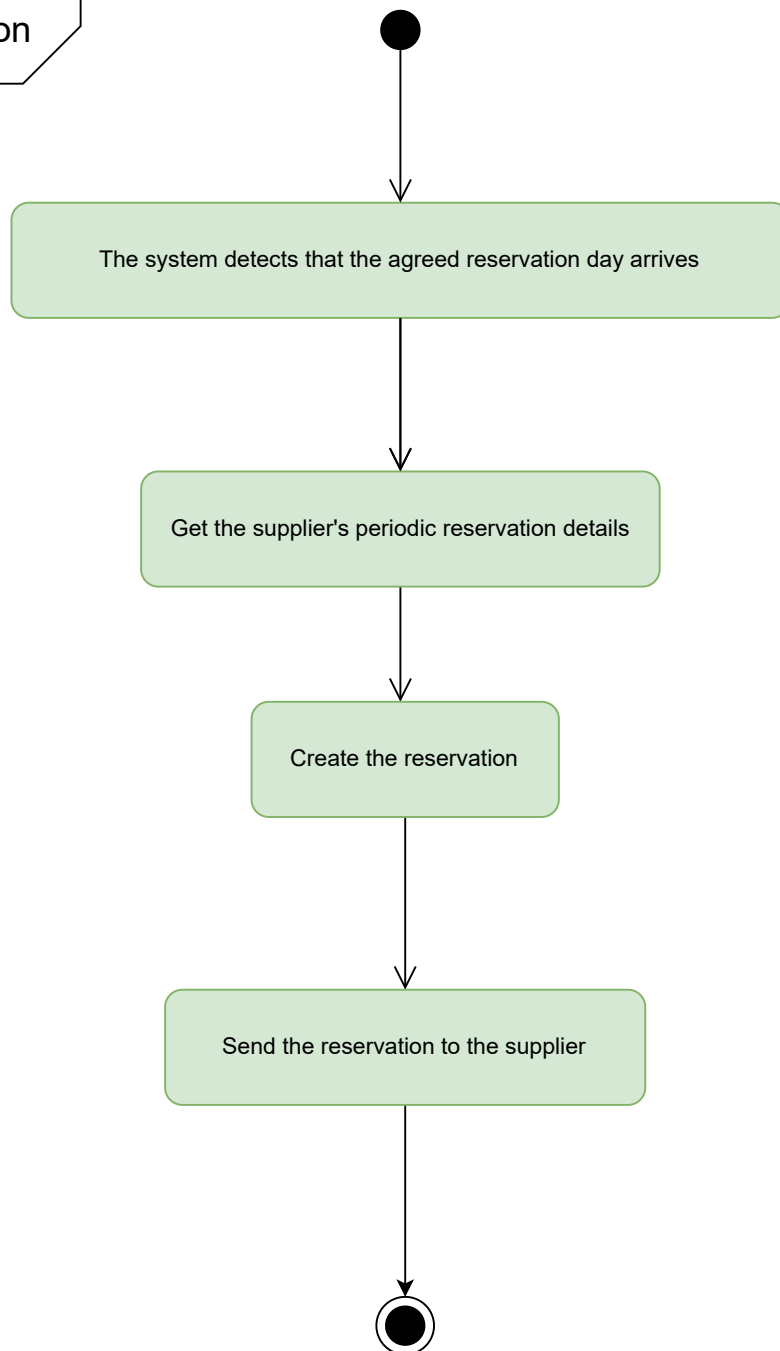 on
The system detects that the agreed reservation day arrives
Get the supplier's periodic reservation details
Create the reservation
Send the reservation to the supplier